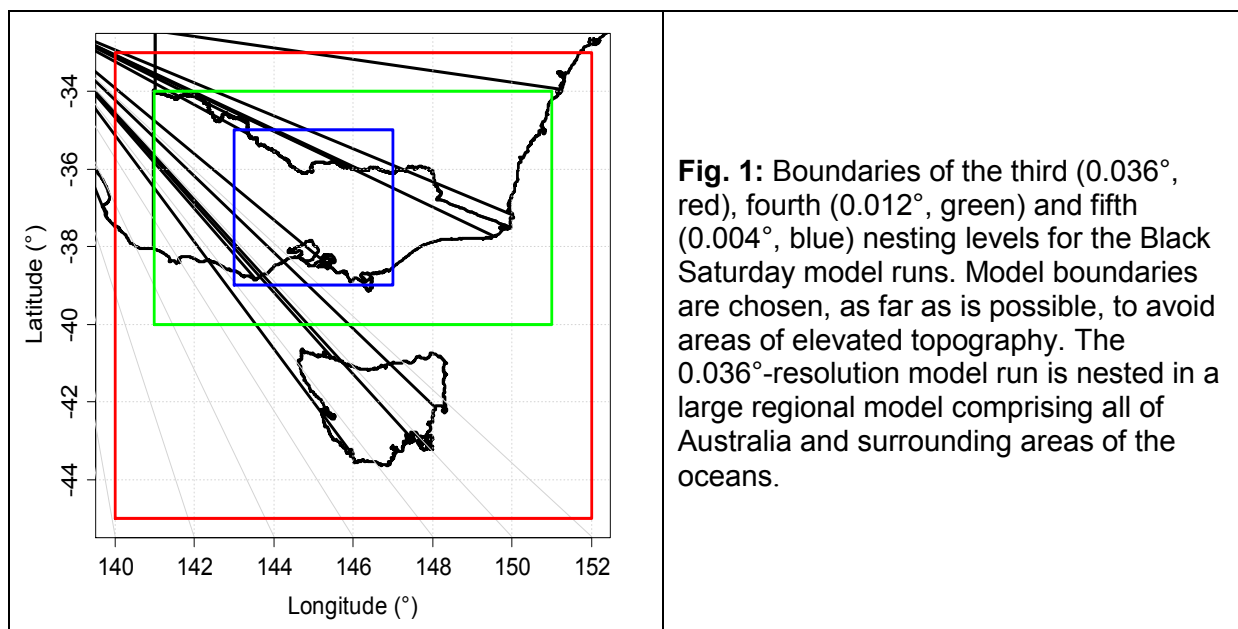 -34
-36
-38
-40
-42
-44
Latitude (°)
140 142 144 146 148 150 152
Longitude (°)
Fig. 1: Boundaries of the third (0.036°,
red), fourth (0.012°, green) and fifth
(0.004°, blue) nesting levels for the Black
Saturday model runs. Model boundaries
are chosen, as far as is possible, to avoid
areas of elevated topography. The
0.036°-resolution model run is nested in a
large regional model comprising all of
Australia and surrounding areas of the
oceans.